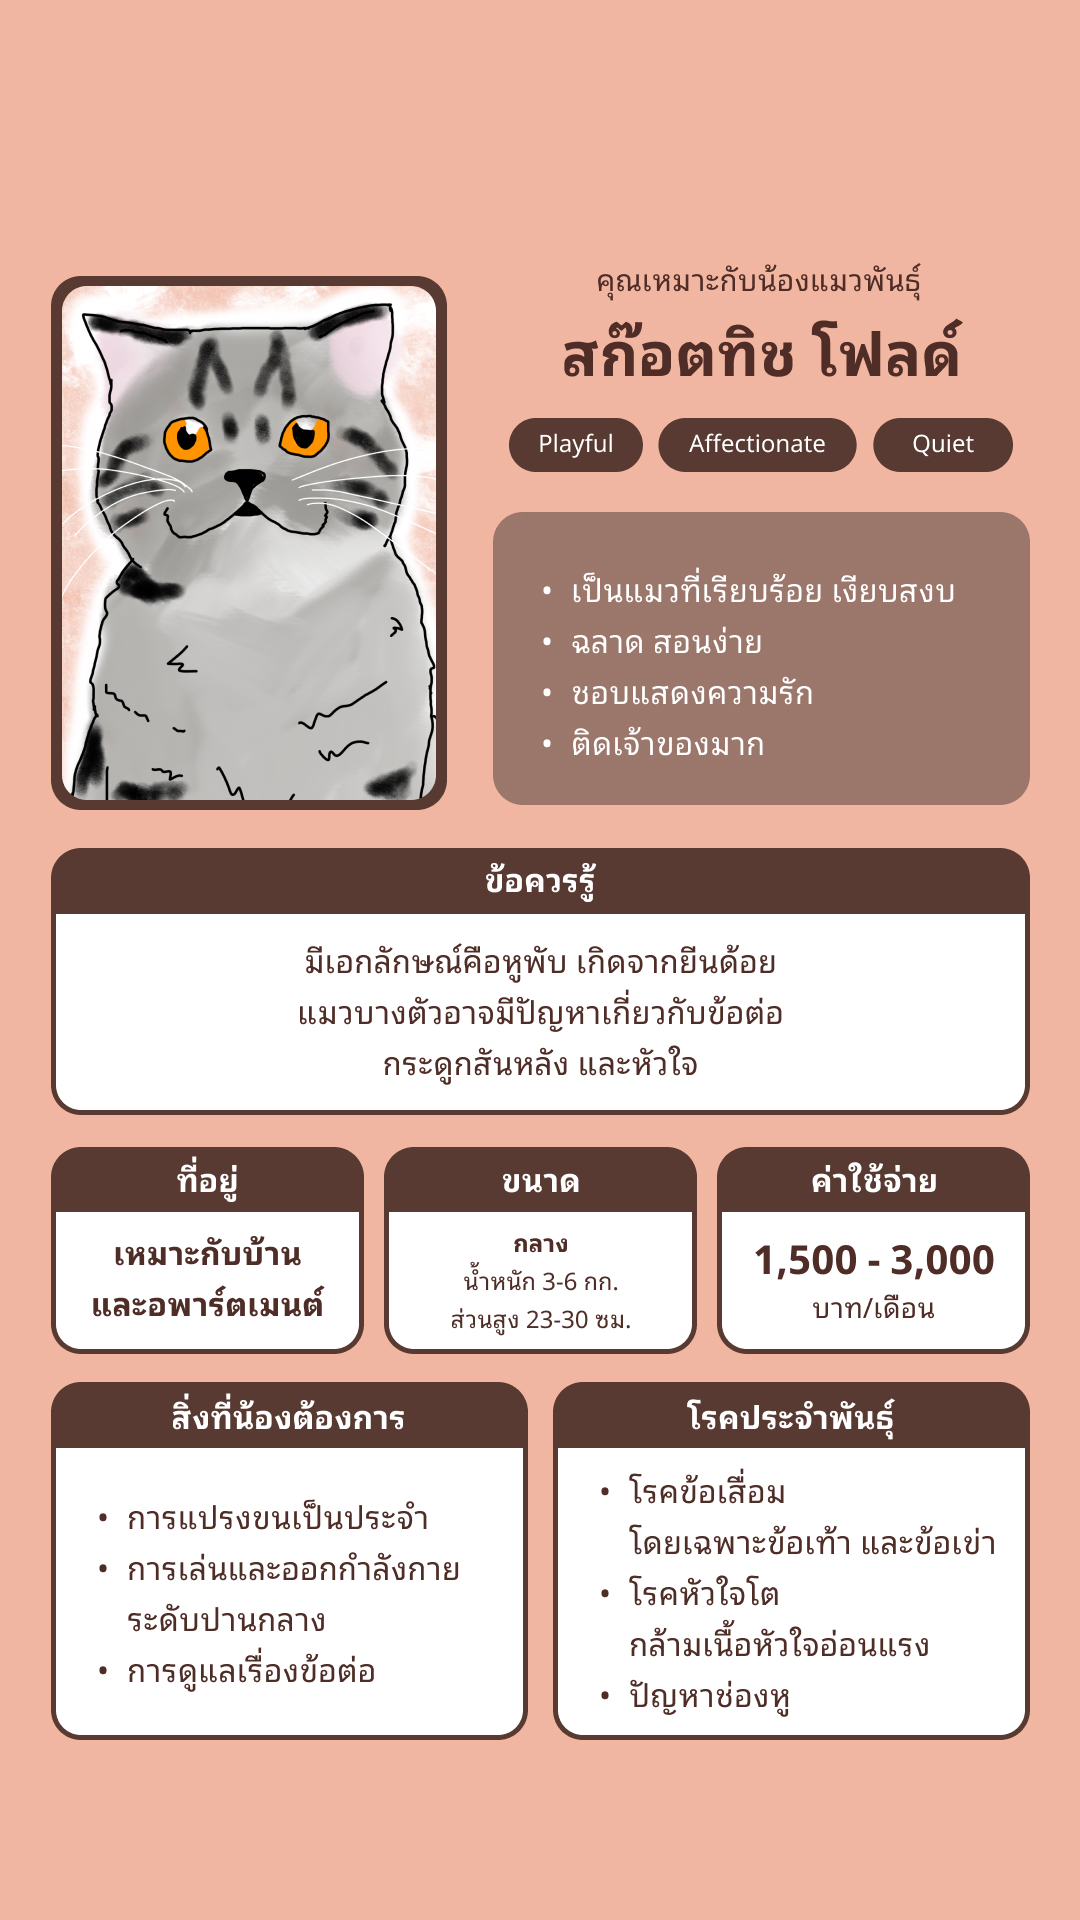 คุณเหมาะกับน้องแมวพันธุ์
สก๊อตทิช โฟลด์
Playful Affectionate Quiet
• เป็นแมวที่เรียบร้อย เงียบสงบ
• ฉลาด สอนง่าย
• ชอบแสดงความรัก
• ติดเจ้าของมาก
ข้อควรรู้
มีเอกลักษณ์คือหูพับ เกิดจากยีนด้อย
แมวบางตัวอาจมีปัญหาเกี่ยวกับข้อต่อ
กระดูกสันหลัง และหัวใจ
ที่อยู่
เหมาะกับบ้าน
และอพาร์ตเมนต์
ขนาด
กลาง
น้ำหนัก 3-6 กก.
ส่วนสูง 23-30 ซม.
ค่าใช้จ่าย
1,500 - 3,000
บาท/เดือน
สิ่งที่น้องต้องการ
• การแปรงขนเป็นประจำ
• การเล่นและออกกำลังกาย
ระดับปานกลาง
• การดูแลเรื่องข้อต่อ
โรคประจำพันธุ์
• โรคข้อเสื่อม
โดยเฉพาะข้อเท้า และข้อเข่า
• โรคหัวใจโต
กล้ามเนื้อหัวใจอ่อนแรง
• ปัญหาช่องหู